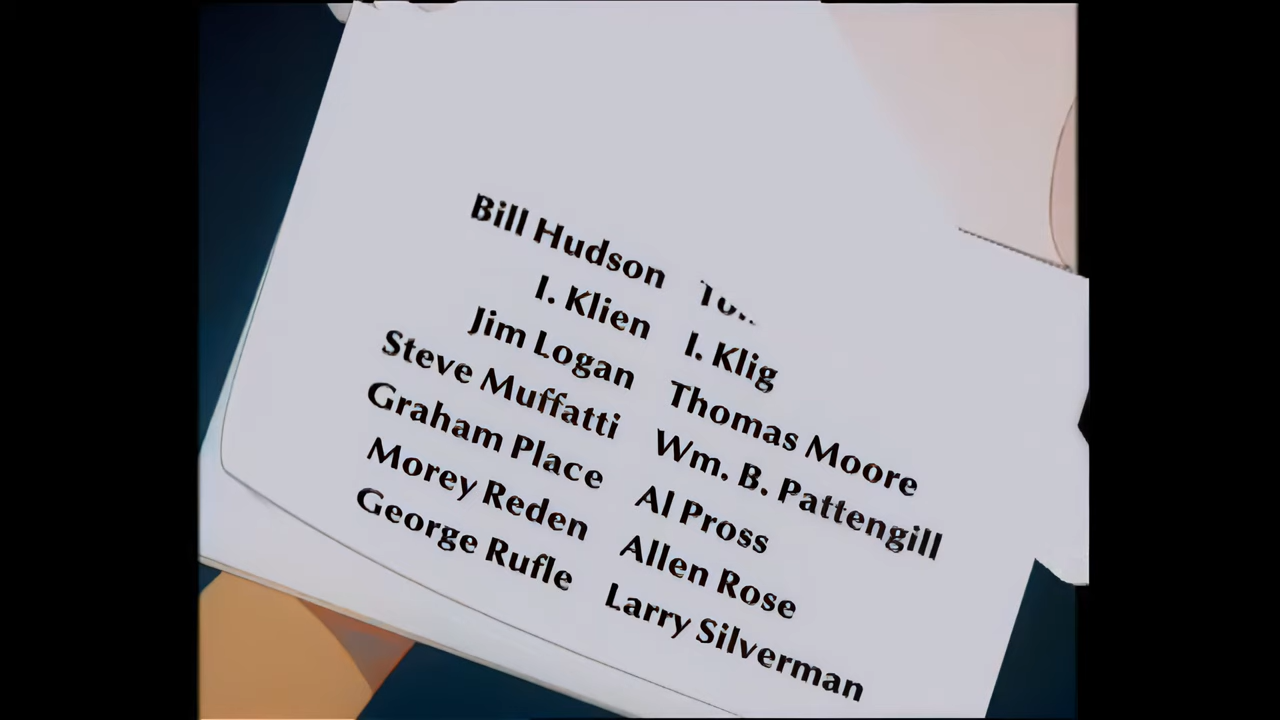 Bill Hudson
I. Klien I. Klig
Jim Logan Thomas Moore
Steve Muffatti Wm. B. Pattengill
Graham Place Al Pross
Morey Reden Allen Rose
George Rufle Larry Silverman